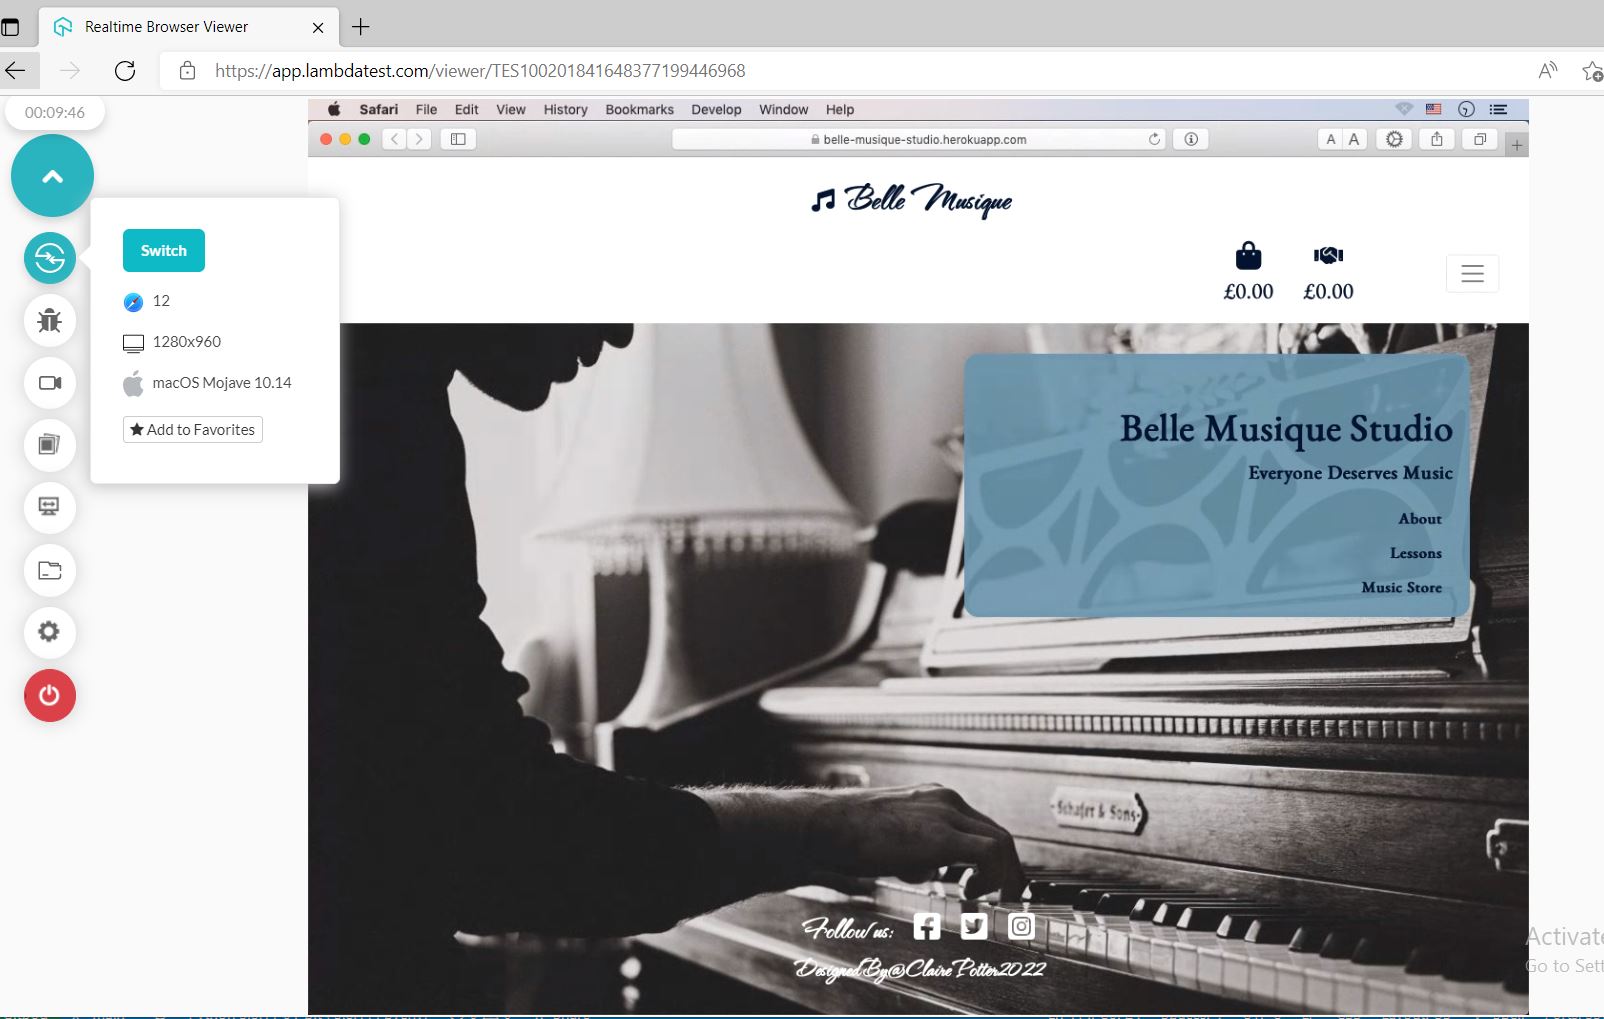 Realtime Browser Viewer
https://app.lambdatest.com/viewer/TES100201841648377199446968
00:09:46
Safari File Edit View History Bookmarks Develop Window Help
belle-musique-studio.herokuapp.com
A A
Belle Musique
£0.00 £0.00
Switch
12
1280x960
macOS Mojave 10.14
Add to Favorites
Belle Musique Studio
Everyone Deserves Music
About
Lessons
Music Store
Schafer & Sons
Follow us:
Designed By@Claire Potter2022
Activate
Go to Sett